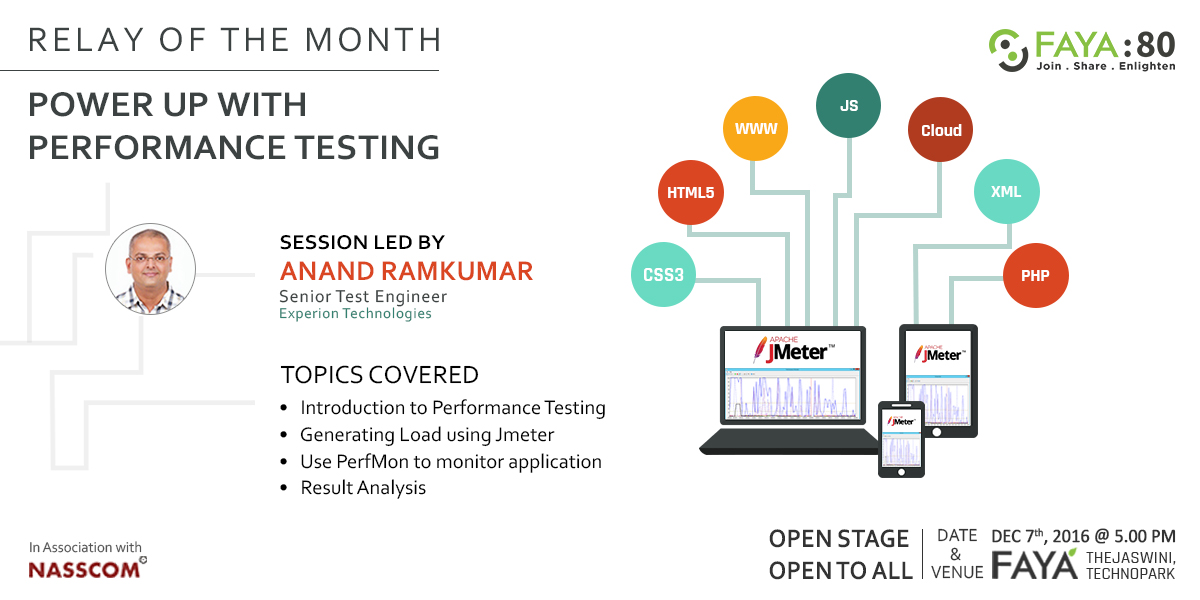 RELAY OF THE MONTH
FAYA:80
Join . Share . Enlighten
POWER UP WITH
PERFORMANCE TESTING
JS
WWW
Cloud
HTML5
XML
CSS3
PHP
SESSION LED BY
ANAND RAMKUMAR
Senior Test Engineer
Experion Technologies
APACHE
JMeter™
APACHE
JMeter™
JMeter
TOPICS COVERED
• Introduction to Performance Testing
• Generating Load using Jmeter
• Use PerfMon to monitor application
• Result Analysis
In Association with
NASSCOM®
OPEN STAGE
OPEN TO ALL
DATE
&
VENUE
DEC 7th, 2016 @ 5.00 PM
FAYA
THEJASWINI,
TECHNOPARK